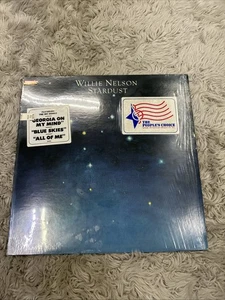 WILLIE NELSON
STARDUST
"GEORGIA ON
MY MIND"
"BLUE SKIES"
"ALL OF ME"
THE
PEOPLE'S CHOICE